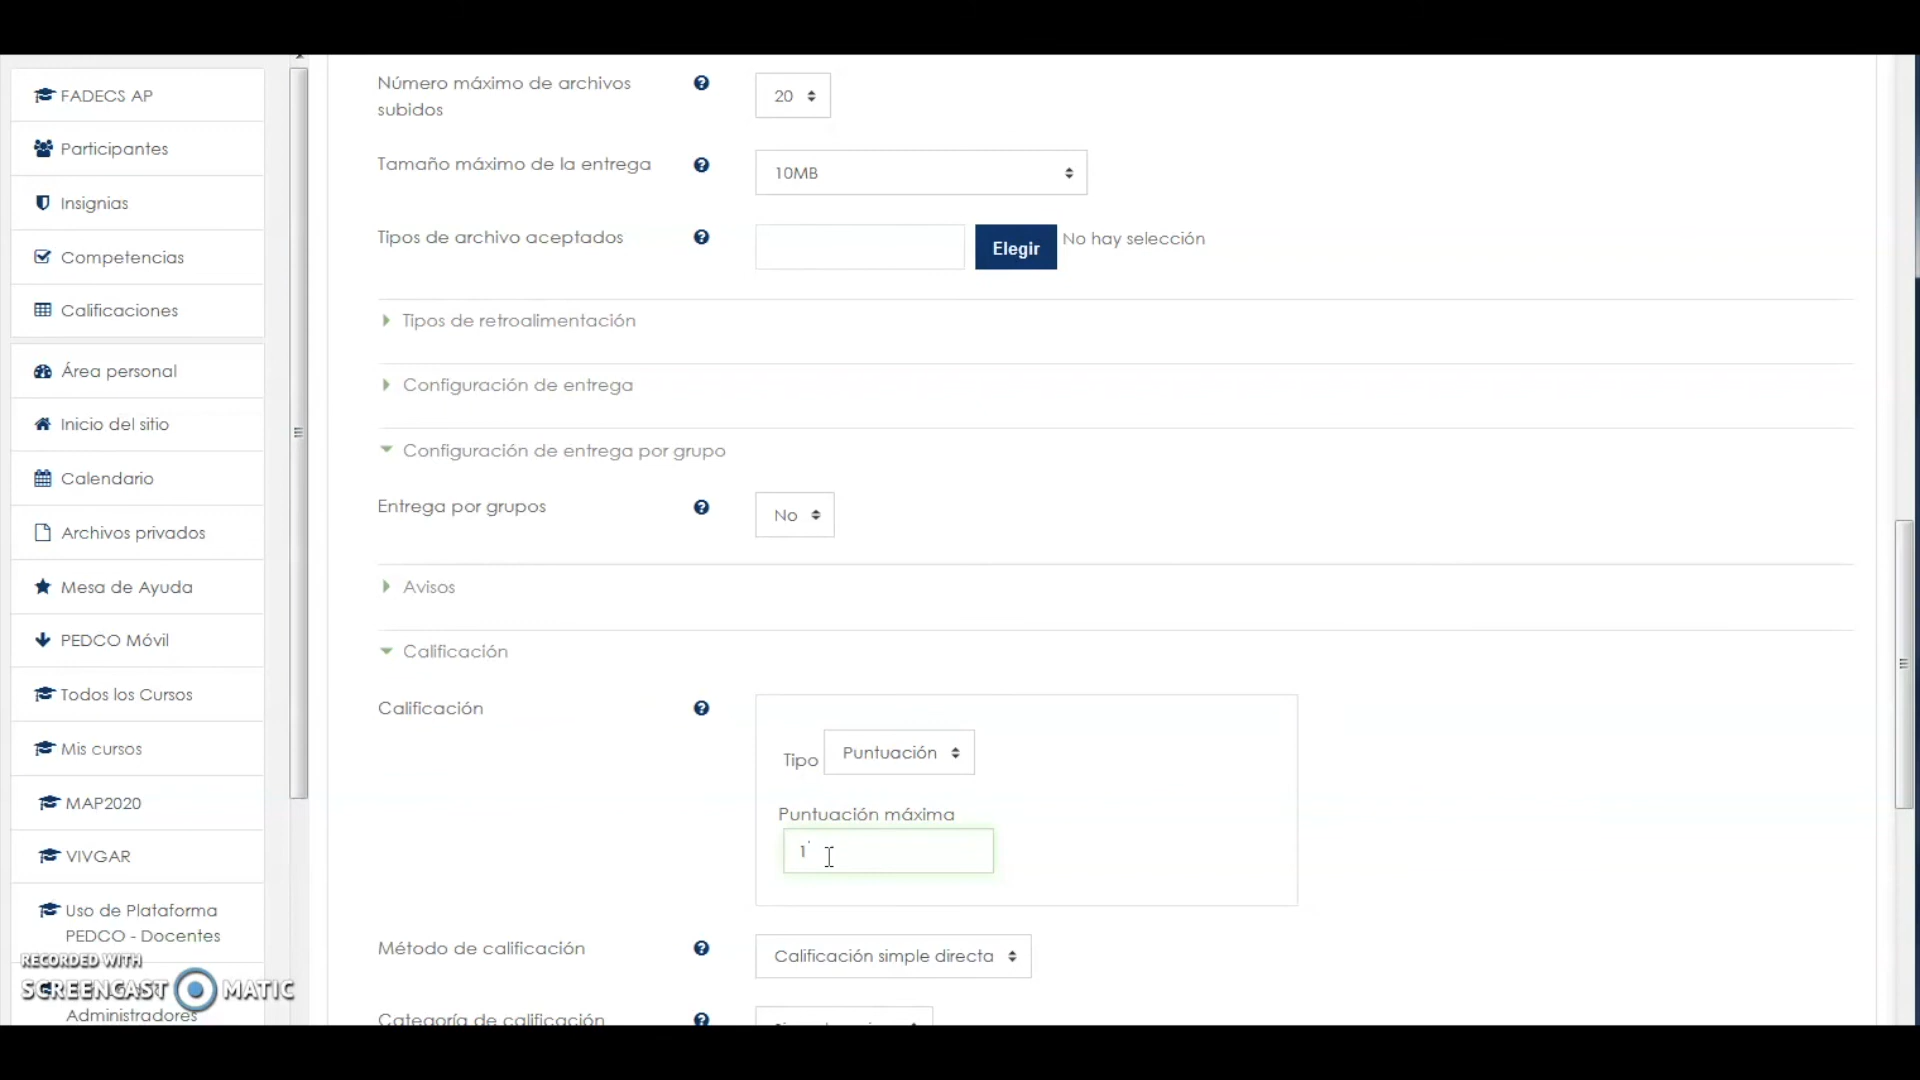 FADECS AP
Participantes
Insignias
Competencias
Calificaciones
Área personal
Inicio del sitio
Calendario
Archivos privados
Mesa de Ayuda
PEDCO Móvil
Todos los Cursos
Mis cursos
MAP2020
VIVGAR
Uso de Plataforma
PEDCO - Docentes
Administradores
RECORDED WITH
SCREENCAST MATIC
Número máximo de archivos
subidos
20
Tamaño máximo de la entrega
10MB
Tipos de archivo aceptados
Elegir
No hay selección
Tipos de retroalimentación
Configuración de entrega
Configuración de entrega por grupo
Entrega por grupos
No
Avisos
Calificación
Calificación
Tipo
Puntuación
Puntuación máxima
1
Método de calificación
Calificación simple directa
Categoría de calificación